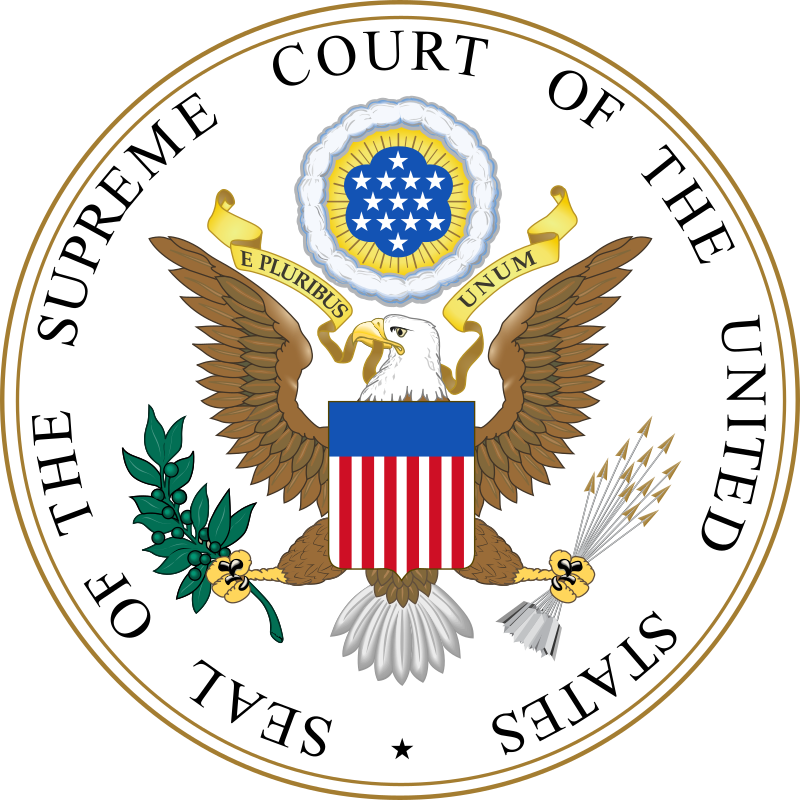 SEAL OF THE SUPREME COURT OF THE UNITED STATES
E PLURIBUS UNUM